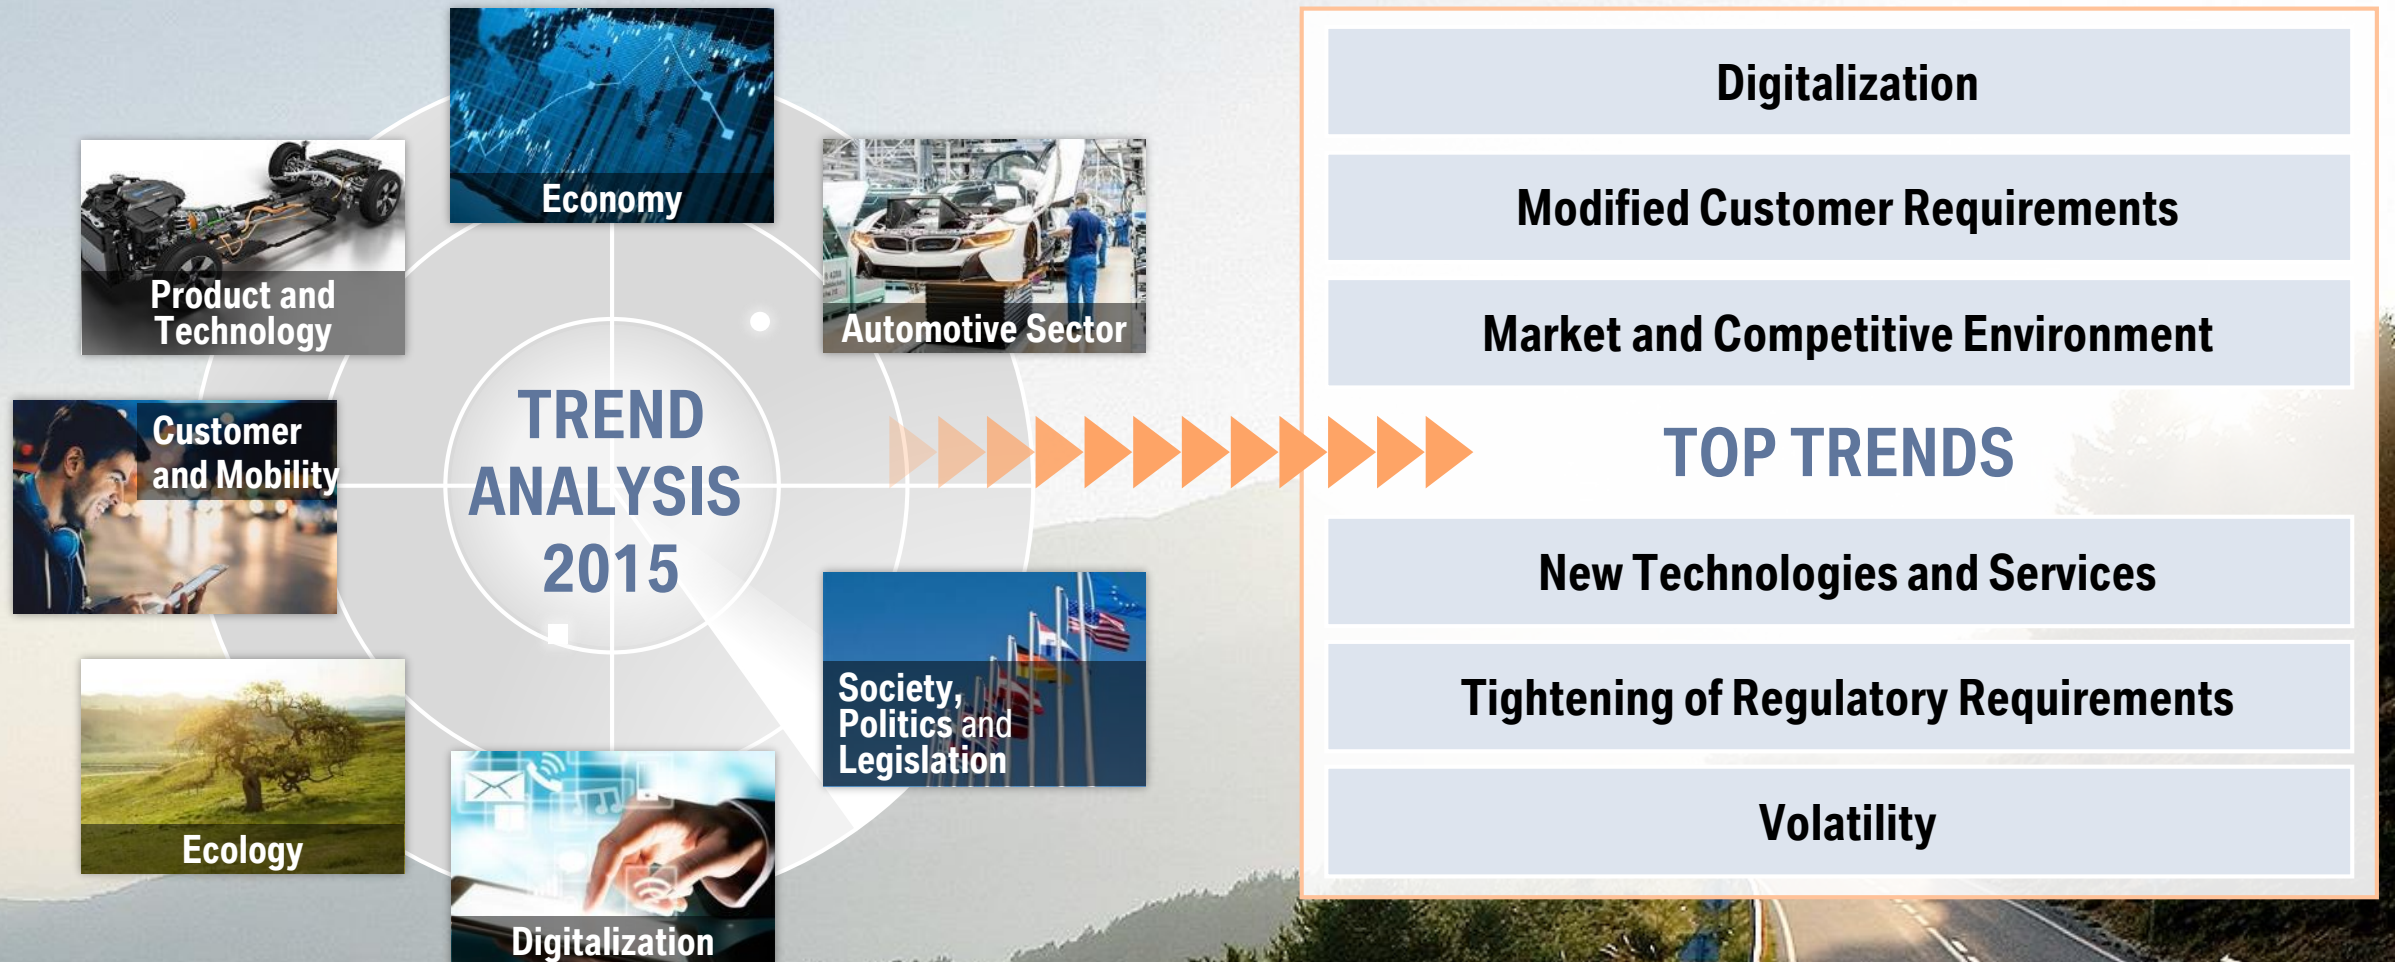 Economy
Product and
Technology
Automotive Sector
Customer
and Mobility
TREND
ANALYSIS
2015
Society,
Politics and
Legislation
Ecology
Digitalization
Digitalization
Modified Customer Requirements
Market and Competitive Environment
TOP TRENDS
New Technologies and Services
Tightening of Regulatory Requirements
Volatility